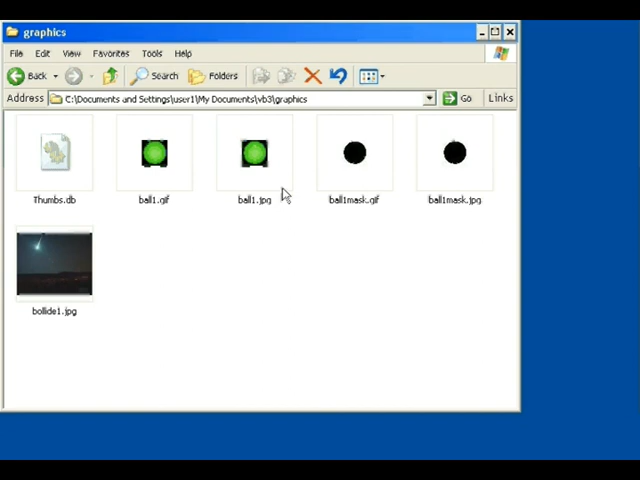 graphics
File Edit View Favorites Tools Help
Back Search Folders
Address C:\Documents and Settings\user1\My Documents\vb3\graphics Go Links
Thumbs.db ball1.gif ball1.jpg ball1mask.gif ball1mask.jpg
bollide1.jpg